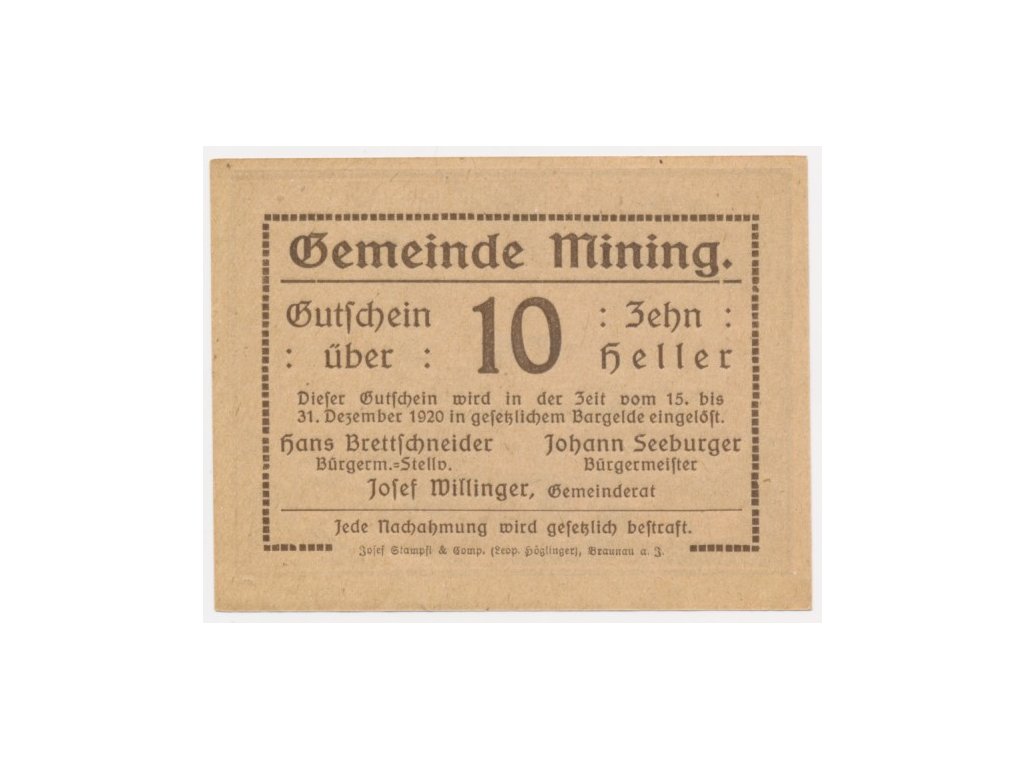 Gemeinde Mining.
Gutschein 10 : Zehn :
: über : Heller
Dieser Gutschein wird in der Zeit vom 15. bis
31. Dezember 1920 in gesetzlichem Bargelde eingelöst.
Hans Brettschneider Johann Seeburger
Bürgerm.=Stellv. Bürgermeister
Josef Willinger, Gemeinderat
Jede Nachahmung wird gesetzlich bestraft.
Josef Stampfl & Comp. (Leop. Höglinger), Braunau a. J.